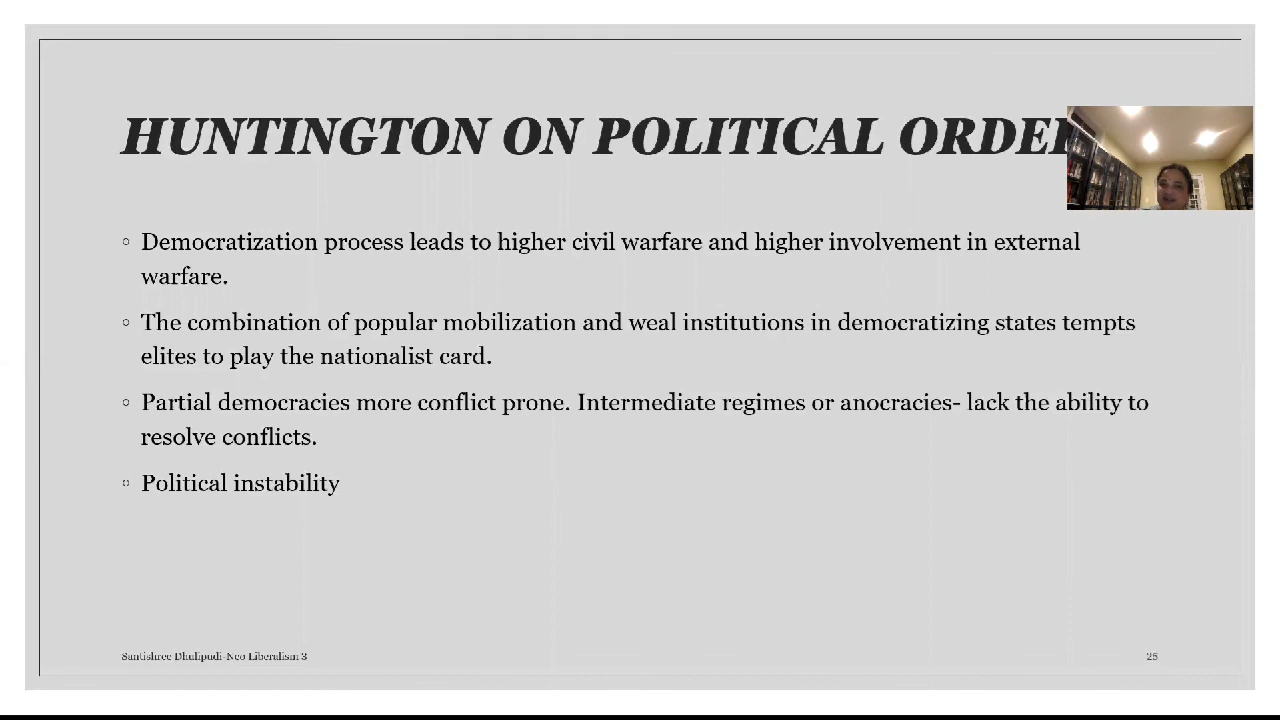 HUNTINGTON ON POLITICAL ORDER
◦ Democratization process leads to higher civil warfare and higher involvement in external
warfare.
◦ The combination of popular mobilization and weal institutions in democratizing states tempts
elites to play the nationalist card.
◦ Partial democracies more conflict prone. Intermediate regimes or anocracies- lack the ability to
resolve conflicts.
◦ Political instability
Santishree Dhulipudi-Neo Liberalism 3
25